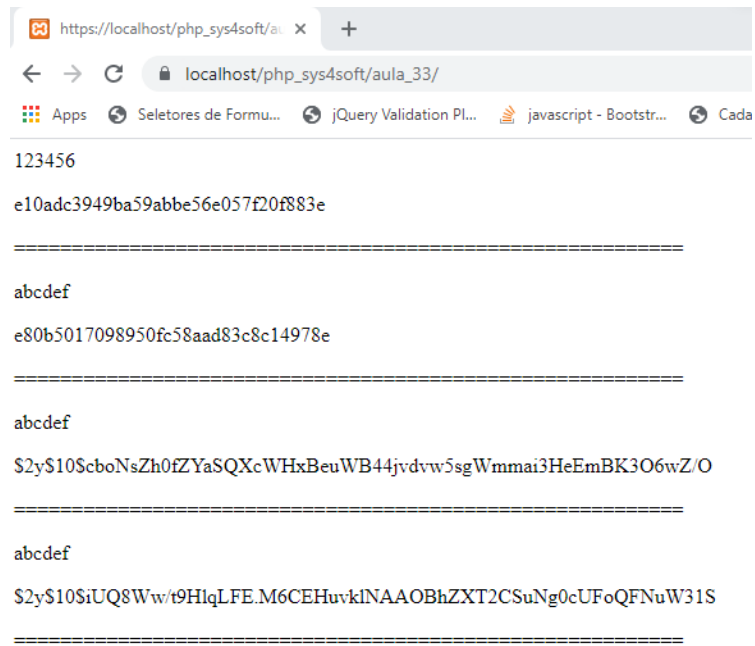 https://localhost/php_sys4soft/au
localhost/php_sys4soft/aula_33/
Apps Seletores de Formu... jQuery Validation Pl... javascript - Bootstr... Cada
123456
e10adc3949ba59abbe56e057f20f883e
==========================================================
abcdef
e80b5017098950fc58aad83c8c14978e
==========================================================
abcdef
$2y$10$cboNsZh0fZYaSQXcWHxBeuWB44jvdvw5sgWmmai3HeEmBK3O6wZ/O
==========================================================
abcdef
$2y$10$iUQ8Ww/t9HlqLFE.M6CEHuvklNAAOBhZXT2CSuNg0cUFoQFNuW31S
==========================================================